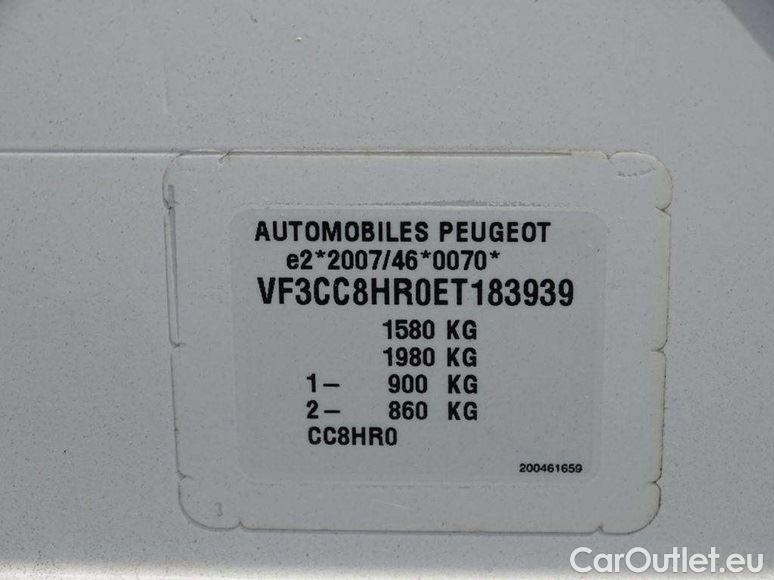 AUTOMOBILES PEUGEOT
e2*2007/46*0070*
VF3CC8HR0ET183939
1580 KG
1980 KG
1– 900 KG
2– 860 KG
CC8HR0
200461659
CarOutlet.eu